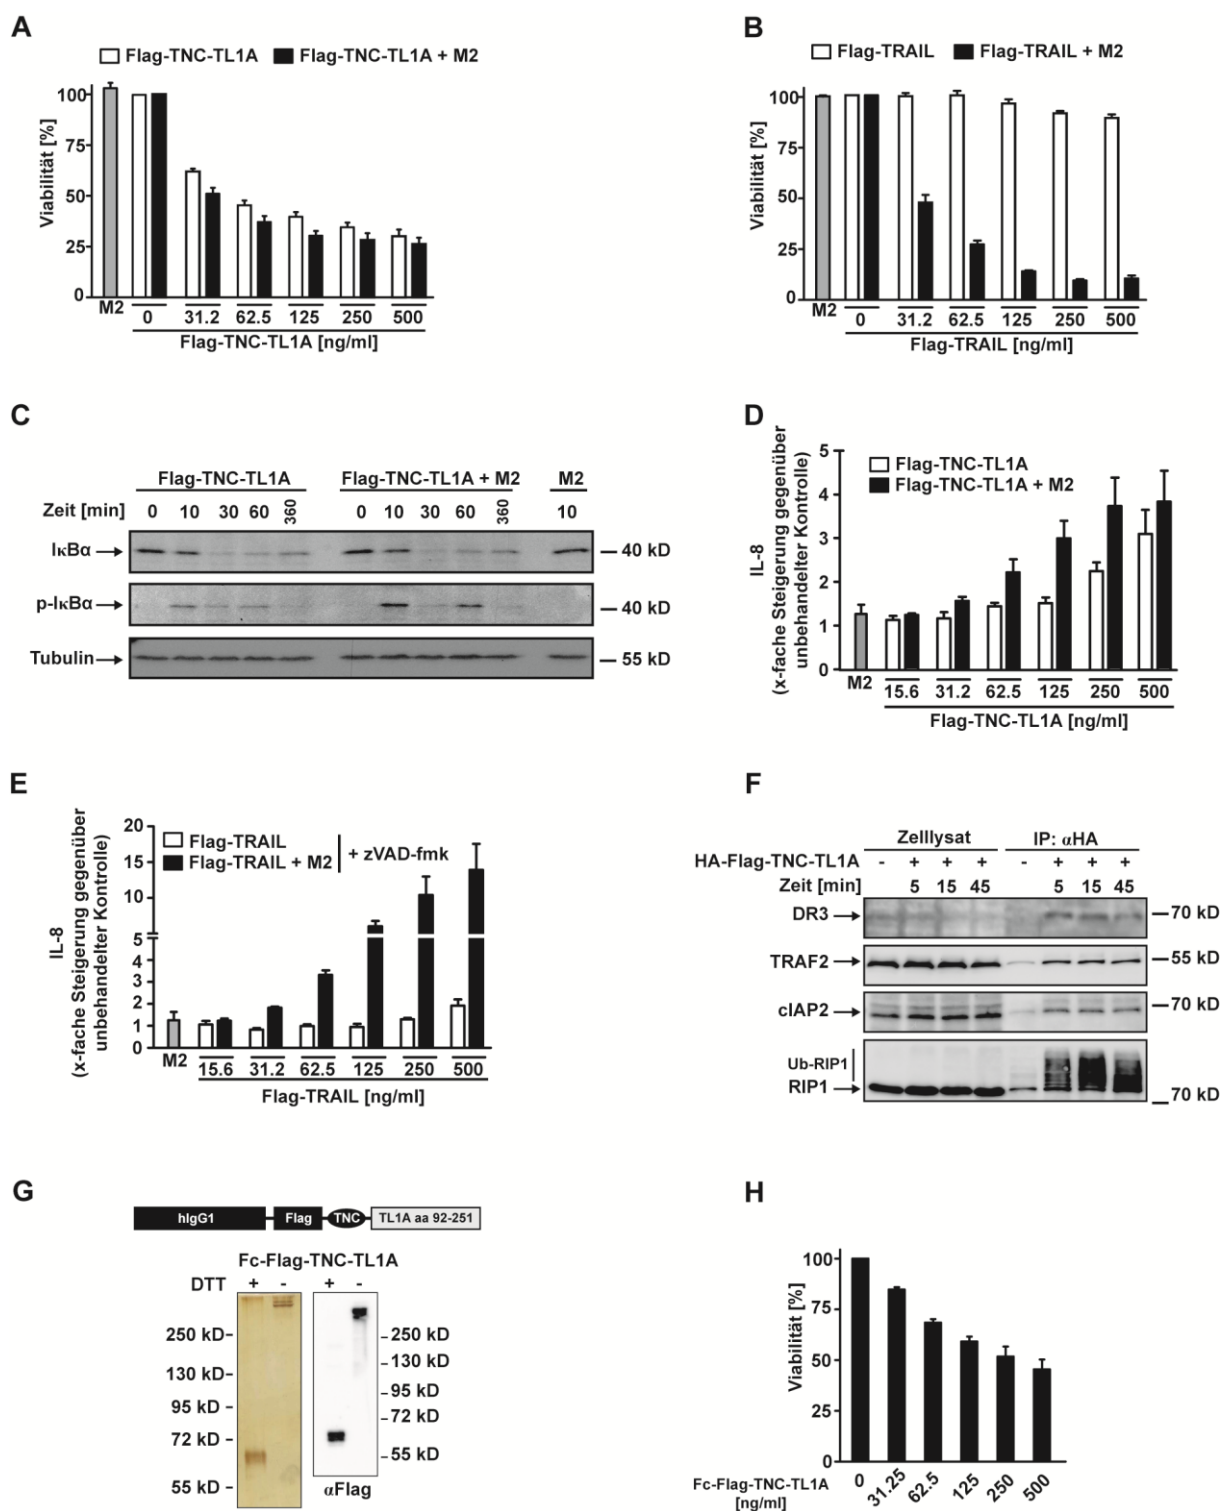 A
Flag-TNC-TL1A
Flag-TNC-TL1A + M2
Viabilität [%]
100
75
50
25
0
M2
0 31.2 62.5 125 250 500
Flag-TNC-TL1A [ng/ml]
B
Flag-TRAIL
Flag-TRAIL + M2
Viabilität [%]
100
75
50
25
0
M2
0 31.2 62.5 125 250 500
Flag-TRAIL [ng/ml]
C
Flag-TNC-TL1A Flag-TNC-TL1A + M2 M2
Zeit [min] 0 10 30 60 360 0 10 30 60 360 10
IκBα 40 kD
p-IκBα 40 kD
Tubulin 55 kD
D
IL-8
(x-fache Steigerung gegenüber
unbehandelter Kontrolle)
5
4
3
2
1
0
Flag-TNC-TL1A
Flag-TNC-TL1A + M2
M2
15.6 31.2 62.5 125 250 500
Flag-TNC-TL1A [ng/ml]
E
IL-8
(x-fache Steigerung gegenüber
unbehandelter Kontrolle)
20
15
10
5
5
4
3
2
1
0
Flag-TRAIL
Flag-TRAIL + M2
+ zVAD-fmk
M2
15.6 31.2 62.5 125 250 500
Flag-TRAIL [ng/ml]
F
Zelllysat IP: αHA
HA-Flag-TNC-TL1A - + + + - + + +
Zeit [min] 5 15 45 5 15 45
DR3 70 kD
TRAF2 55 kD
cIAP2 70 kD
Ub-RIP1
RIP1 70 kD
G
hIgG1 Flag TNC TL1A aa 92-251
Fc-Flag-TNC-TL1A
DTT + - + -
250 kD
130 kD
95 kD
72 kD
55 kD
250 kD
130 kD
95 kD
72 kD
55 kD
αFlag
H
Viabilität [%]
100
75
50
25
0
Fc-Flag-TNC-TL1A
[ng/ml]
0 31.25 62.5 125 250 500